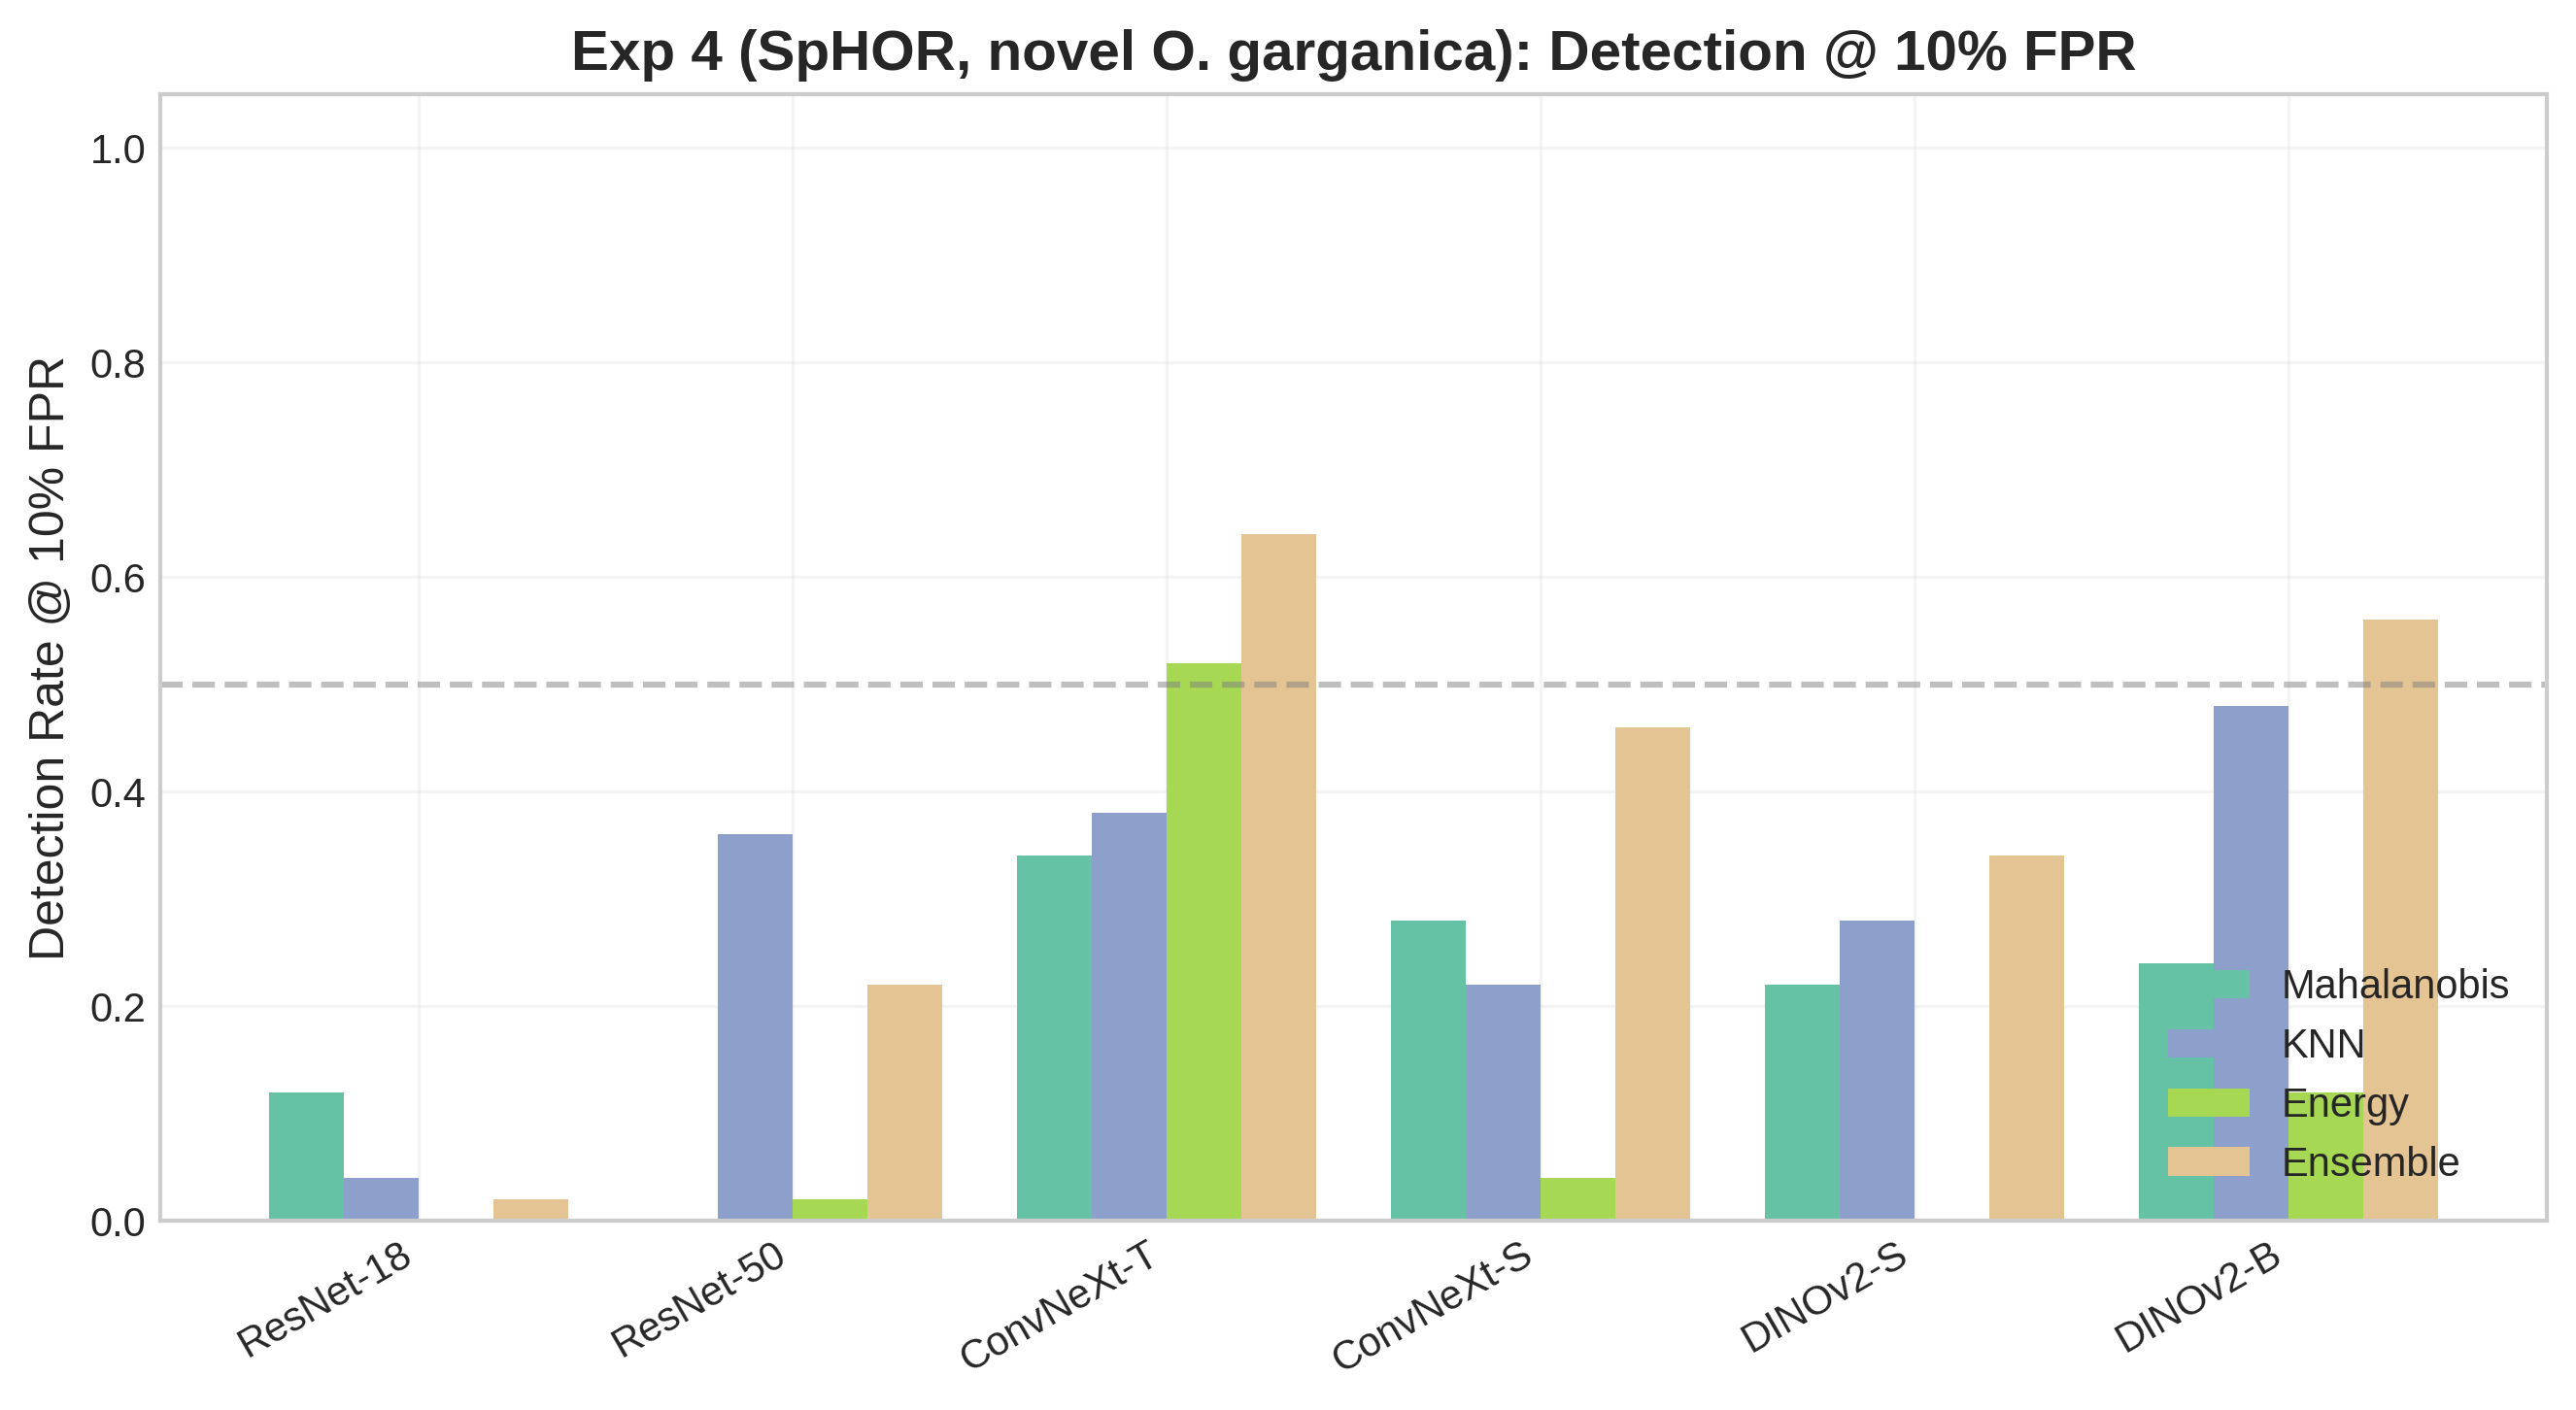 Exp 4 (SpHOR, novel O. garganica): Detection @ 10% FPR
Detection Rate @ 10% FPR
1.0
0.8
0.6
0.4
0.2
0.0
Mahalanobis
KNN
Energy
Ensemble
ResNet-18
ResNet-50
ConvNeXt-T
ConvNeXt-S
DINOv2-S
DINOv2-B